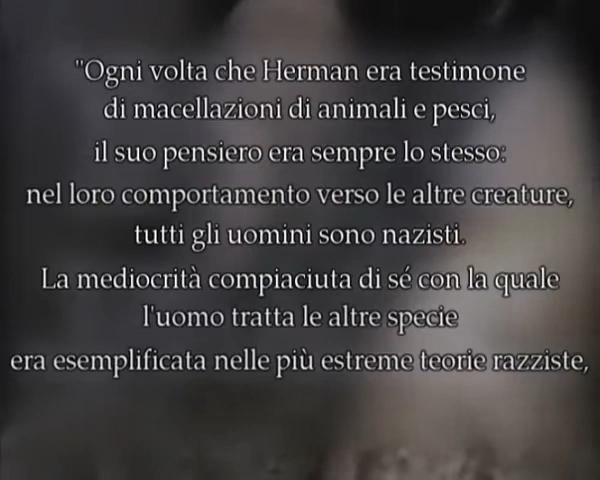 "Ogni volta che Herman era testimone
di macellazioni di animali e pesci,
il suo pensiero era sempre lo stesso:
nel loro comportamento verso le altre creature,
tutti gli uomini sono nazisti.
La mediocrità compiaciuta di sé con la quale
l'uomo tratta le altre specie
era esemplificata nelle più estreme teorie razziste,